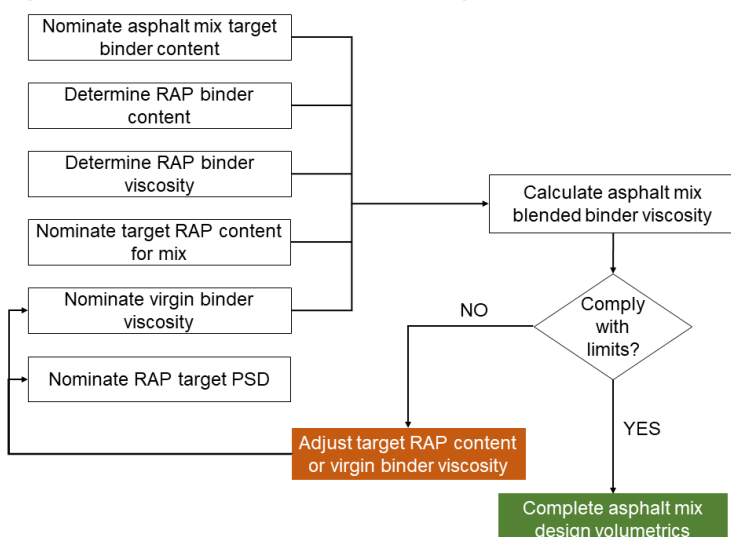 Nominate asphalt mix target
binder content
Determine RAP binder
content
Determine RAP binder
viscosity
Nominate target RAP content
for mix
Nominate virgin binder
viscosity
Nominate RAP target PSD
Calculate asphalt mix
blended binder viscosity
Comply
with
limits?
NO
YES
Adjust target RAP content
or virgin binder viscosity
Complete asphalt mix
design volumetrics